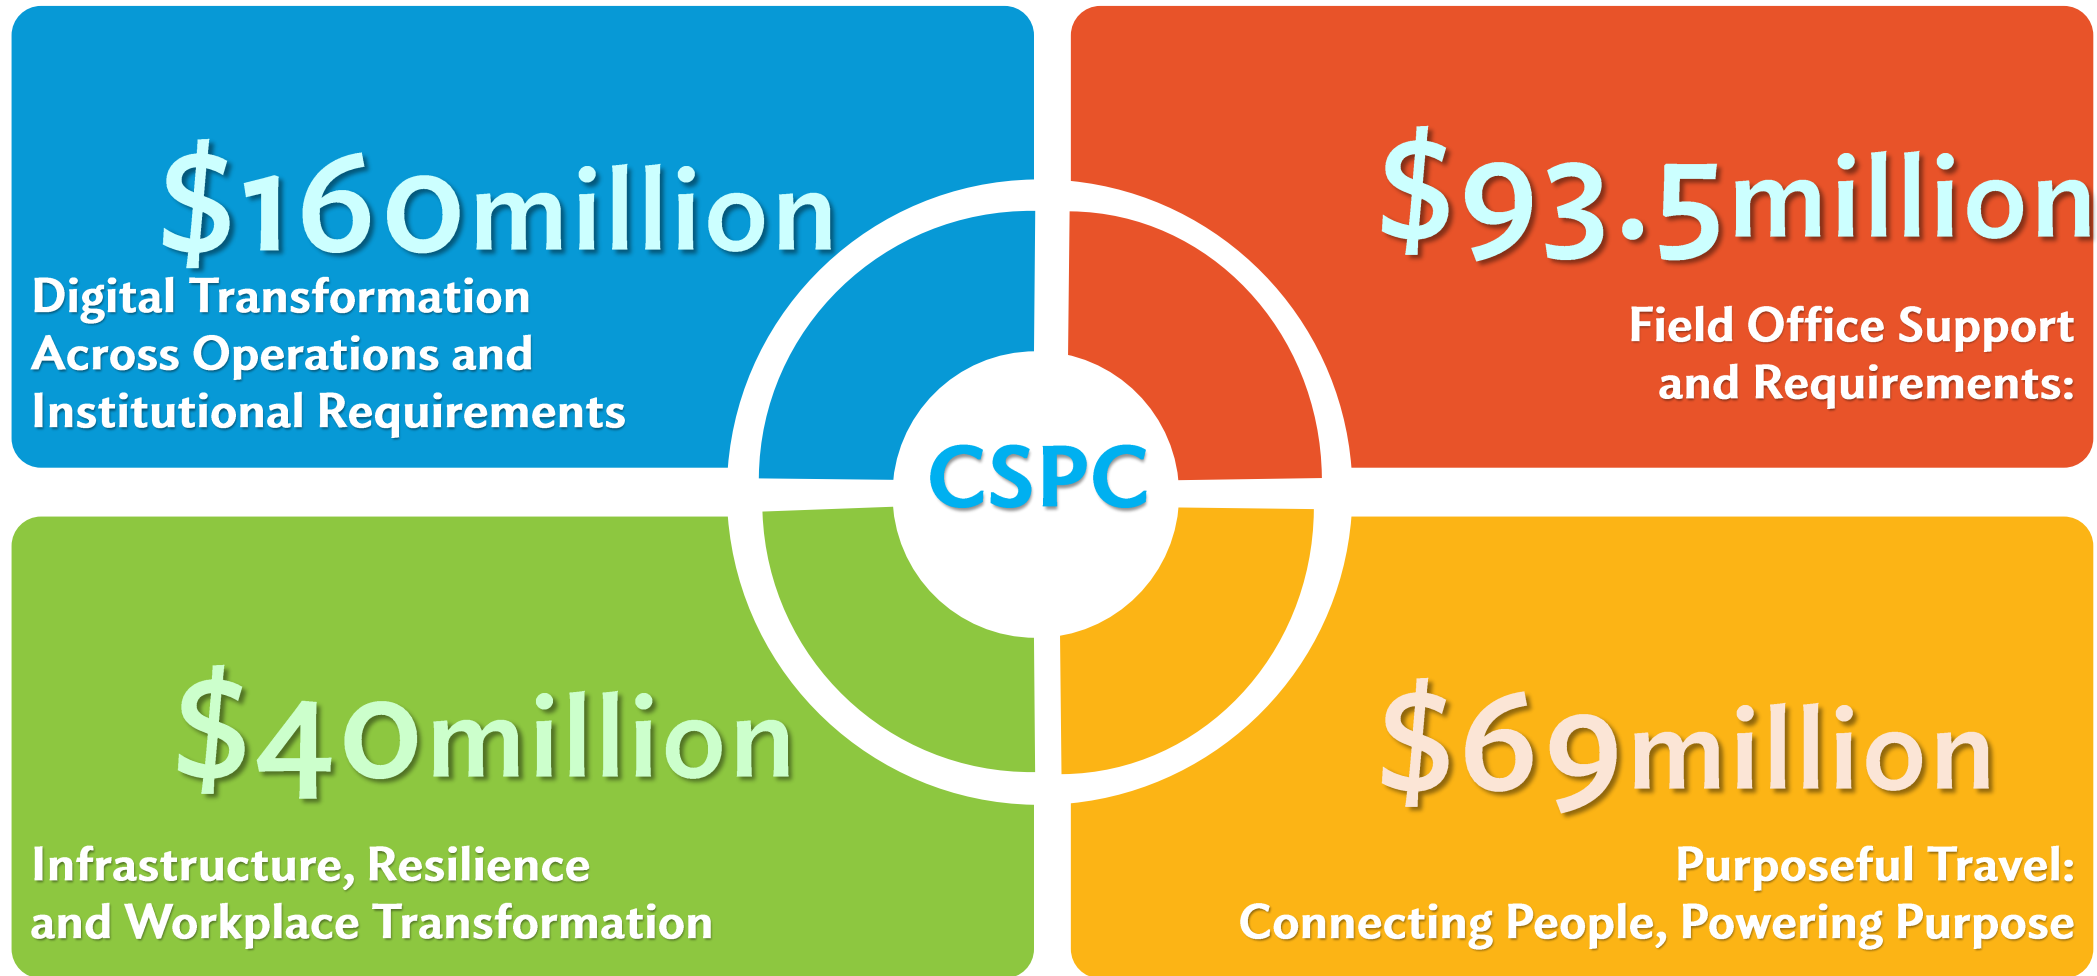 $160million
Digital Transformation
Across Operations and
Institutional Requirements
$93.5million
Field Office Support
and Requirements:
CSPC
$40million
Infrastructure, Resilience
and Workplace Transformation
$69million
Purposeful Travel:
Connecting People, Powering Purpose